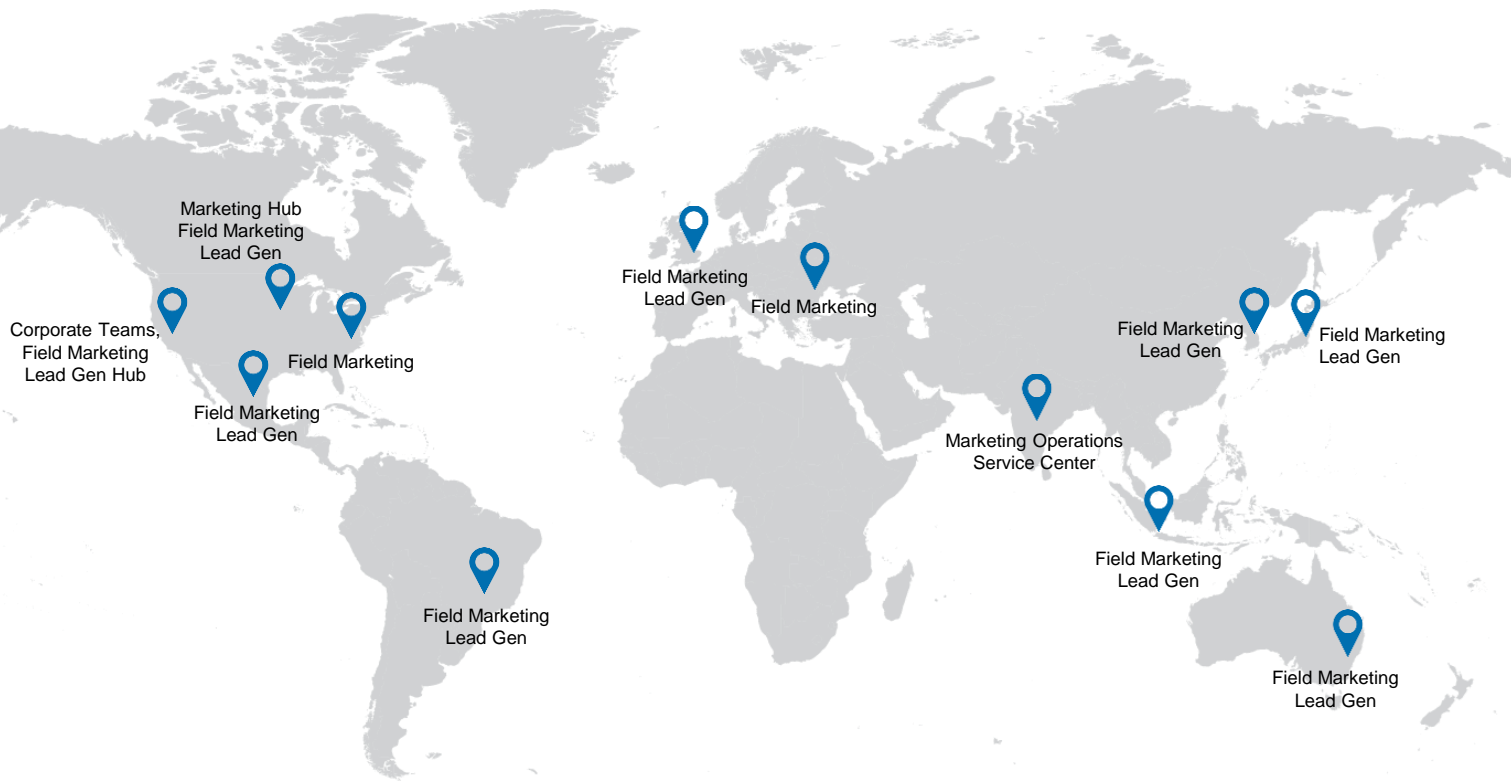 Marketing Hub
Field Marketing
Lead Gen
Corporate Teams,
Field Marketing
Lead Gen Hub
Field Marketing
Field Marketing
Lead Gen
Field Marketing
Lead Gen
Field Marketing
Field Marketing
Lead Gen
Field Marketing
Lead Gen
Marketing Operations
Service Center
Field Marketing
Lead Gen
Field Marketing
Lead Gen
Field Marketing
Lead Gen